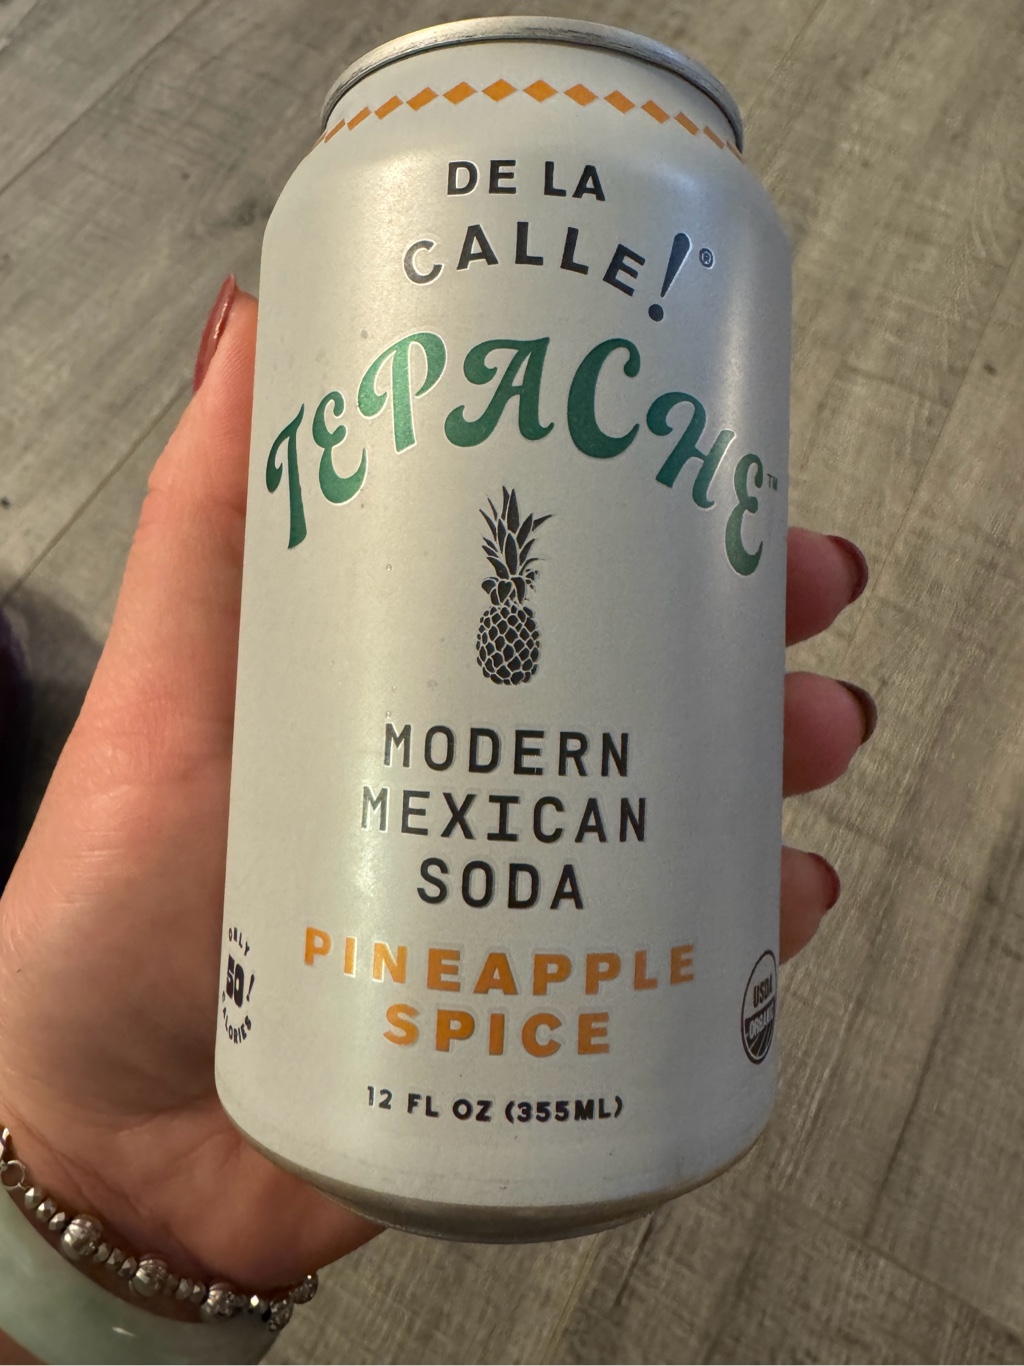 DE LA
CALLE!®
TEPACHE™
MODERN
MEXICAN
SODA
PINEAPPLE
SPICE
ONLY
50!
CALORIES
USDA
ORGANIC
12 FL OZ (355ML)